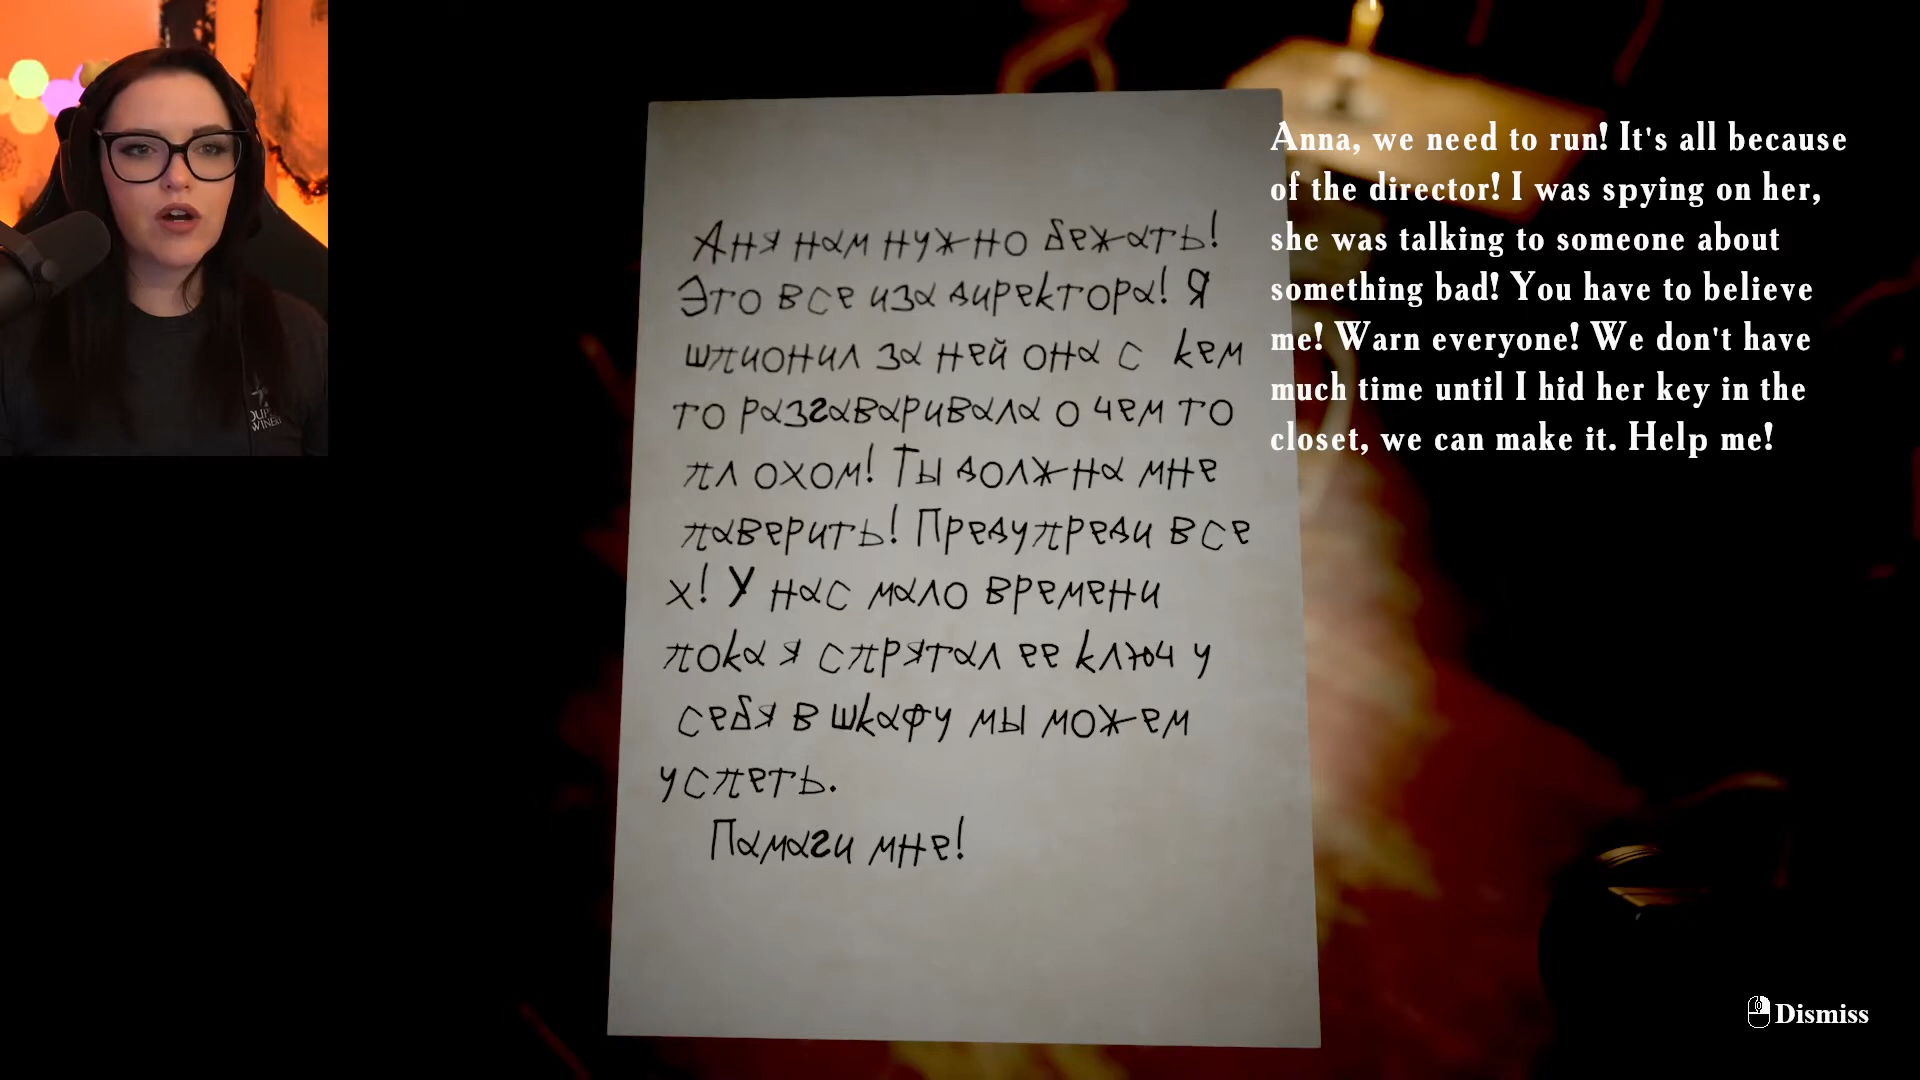 Аня нам нужно бежать!
Это все иза директора! Я
шпионил за ней она с кем
то разгаваривала о чем то
пл охом! Ты должна мне
паверить! Предупреди все
х! У нас мало времени
пока я спрятал ее ключ у
себя в шкафу мы можем
успеть.
Памаги мне!
Anna, we need to run! It's all because
of the director! I was spying on her,
she was talking to someone about
something bad! You have to believe
me! Warn everyone! We don't have
much time until I hid her key in the
closet, we can make it. Help me!
Dismiss